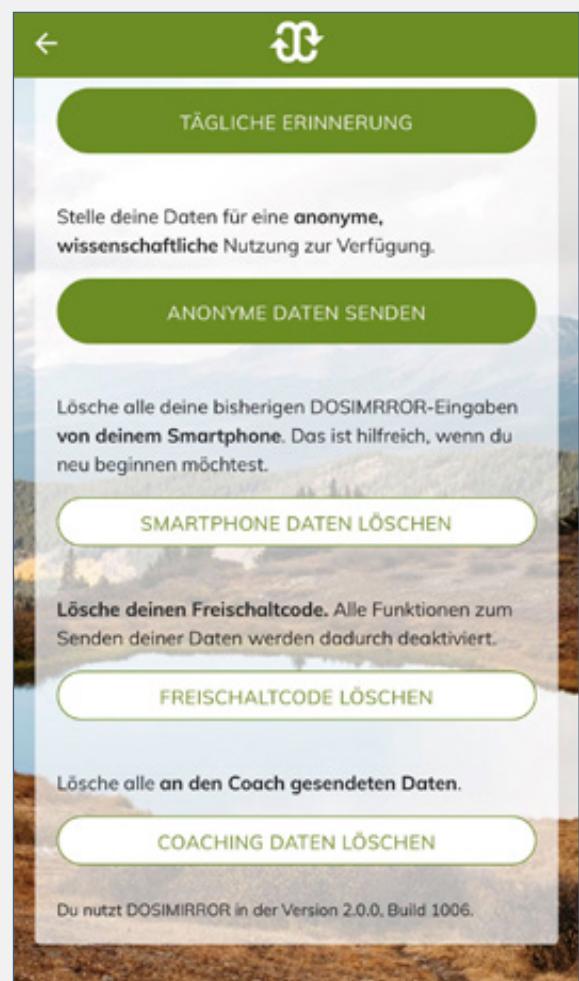 TÄGLICHE ERINNERUNG
Stelle deine Daten für eine anonyme,
wissenschaftliche Nutzung zur Verfügung.
ANONYME DATEN SENDEN
Lösche alle deine bisherigen DOSIMRROR-Eingaben
von deinem Smartphone. Das ist hilfreich, wenn du
neu beginnen möchtest.
SMARTPHONE DATEN LÖSCHEN
Lösche deinen Freischaltcode. Alle Funktionen zum
Senden deiner Daten werden dadurch deaktiviert.
FREISCHALTCODE LÖSCHEN
Lösche alle an den Coach gesendeten Daten.
COACHING DATEN LÖSCHEN
Du nutzt DOSIMIRROR in der Version 2.0.0, Build 1006.